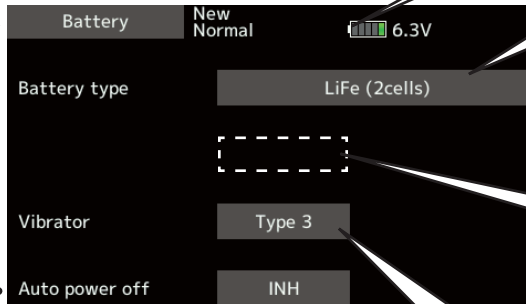 Battery
New
Normal
6.3V
Battery type
LiFe (2cells)
Vibrator
Type 3
Auto power off
INH